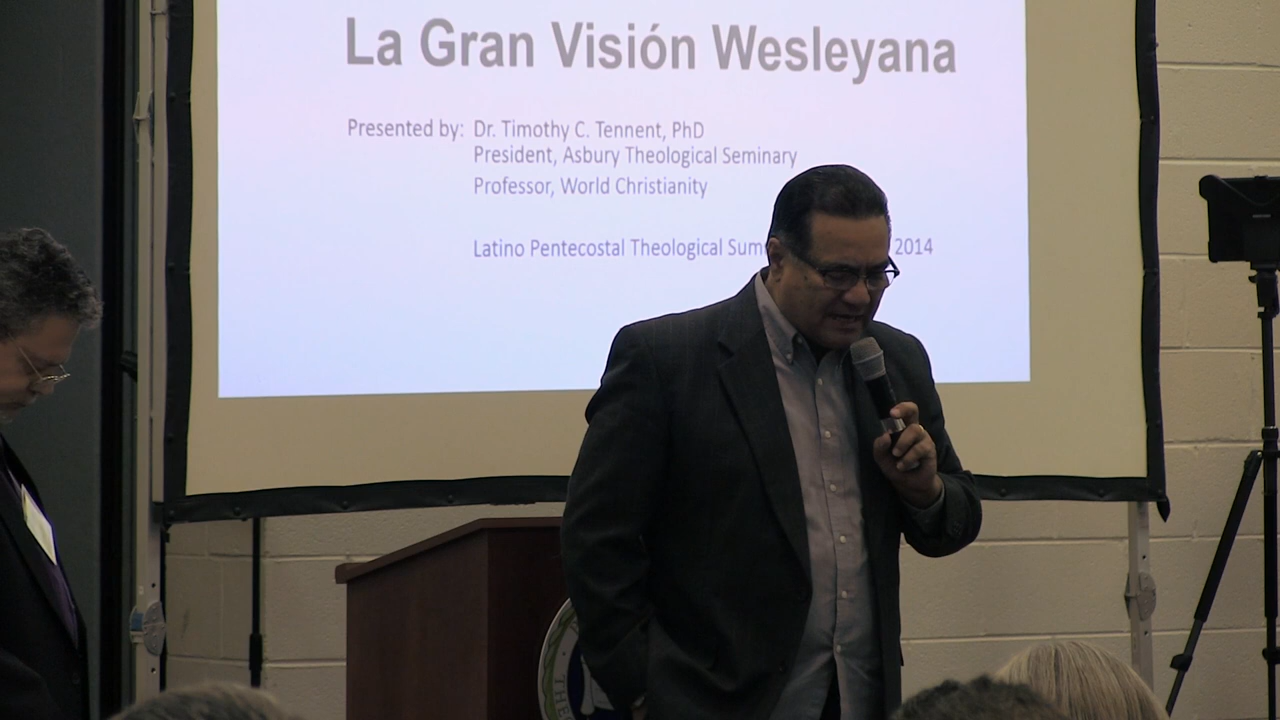 La Gran Visión Wesleyana
Presented by: Dr. Timothy C. Tennent, PhD
President, Asbury Theological Seminary
Professor, World Christianity
Latino Pentecostal Theological 2014
THE